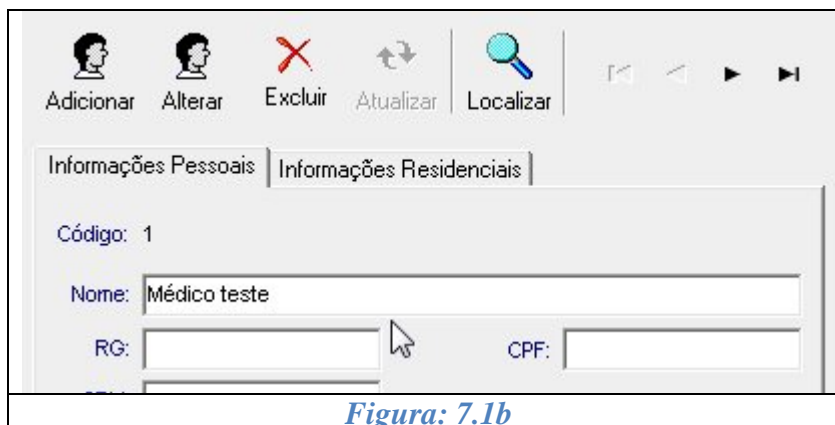 Adicionar Alterar Excluir Atualizar Localizar
Informações Pessoais Informações Residenciais
Código: 1
Nome: Médico teste
RG: CPF:
Figura: 7.1b